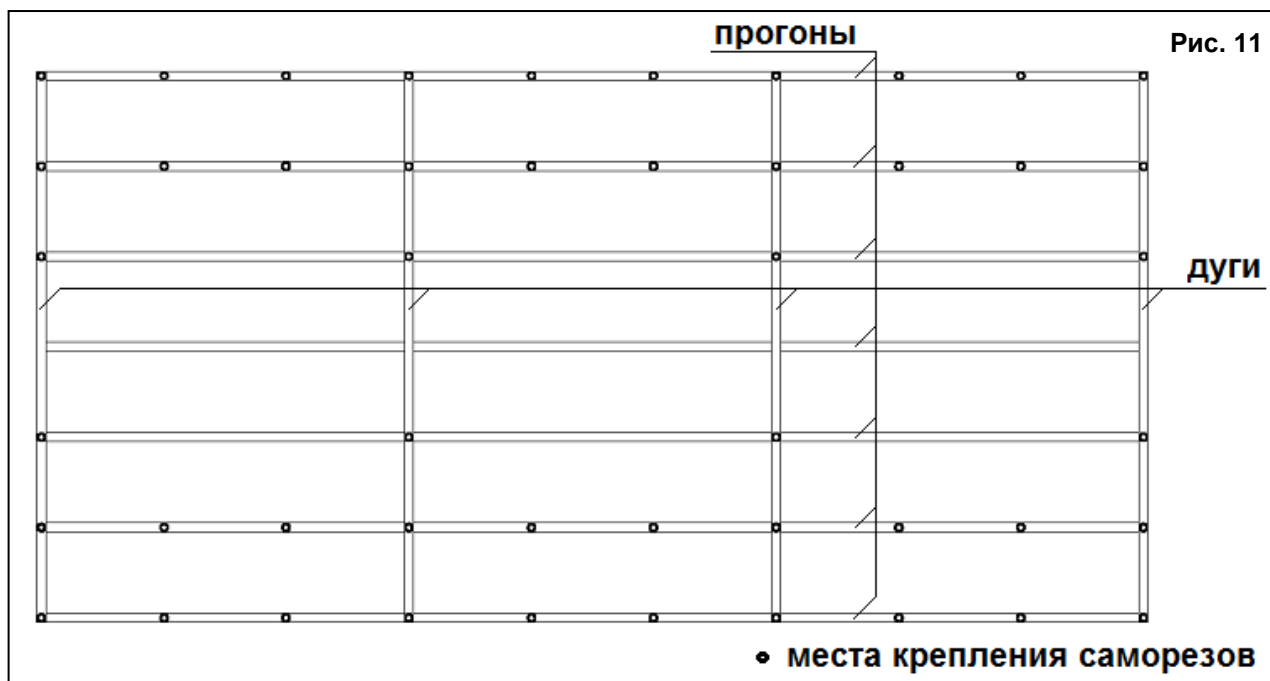 прогоны
Рис. 11
дуги
места крепления саморезов